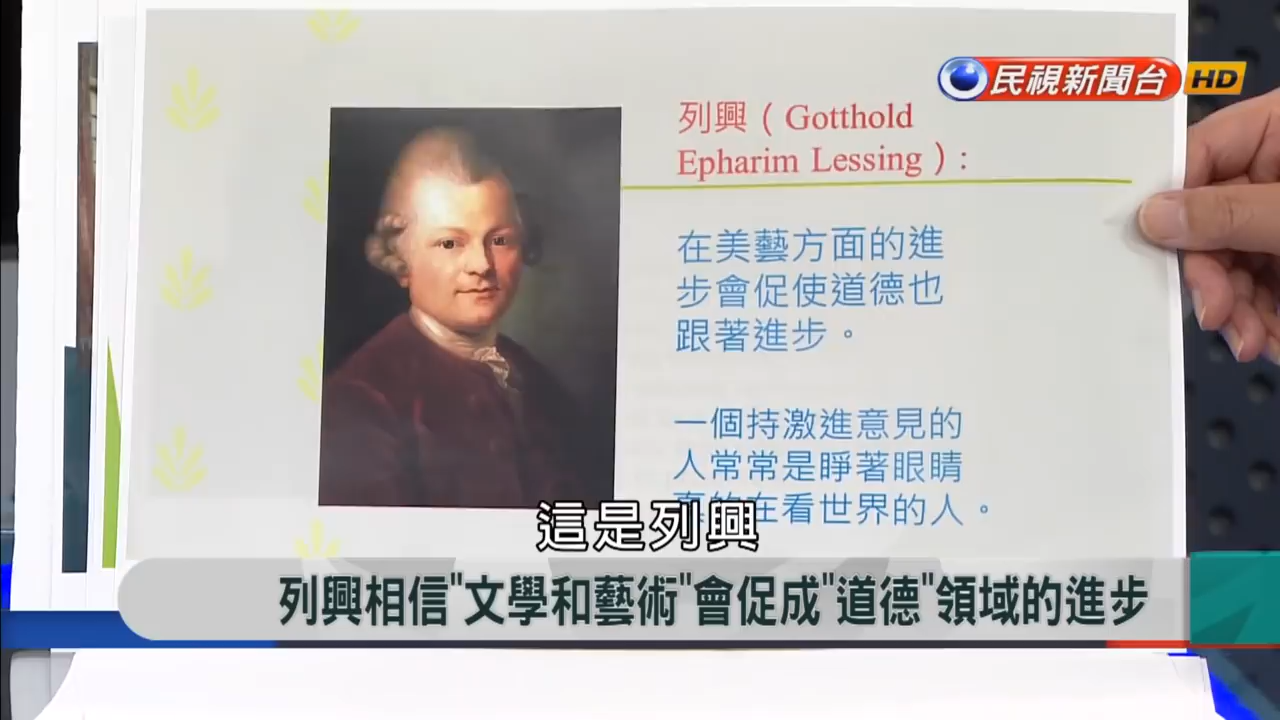 民視新聞台 HD
列興（Gotthold
Epharim Lessing）:
在美藝方面的進
步會促使道德也
跟著進步。
一個持激進意見的
人常常是睜著眼睛
在看世界的人。
這是列興
列興相信"文學和藝術"會促成"道德"領域的進步